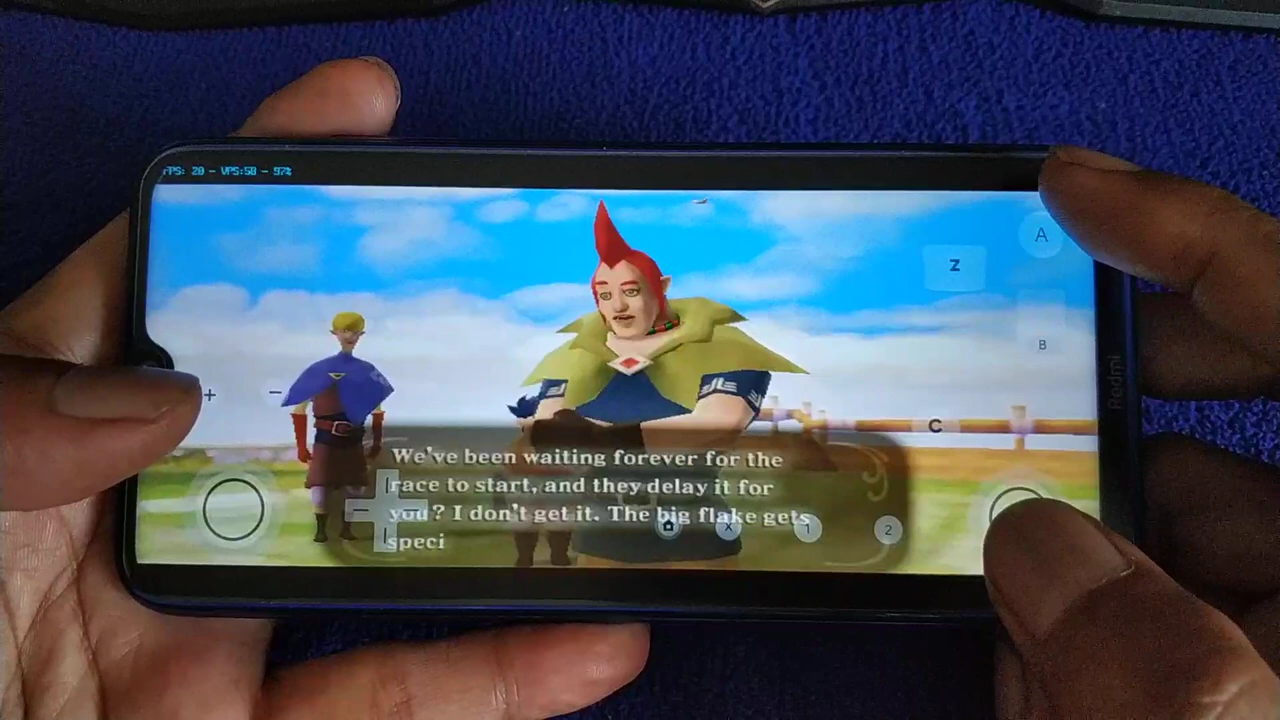 FPS: 20 - VPS:58 - 97%
A
Z
B
+ -
C
We've been waiting forever for the
race to start, and they delay it for
you? I don't get it. The big flake gets
speci
X 1 2
Redmi